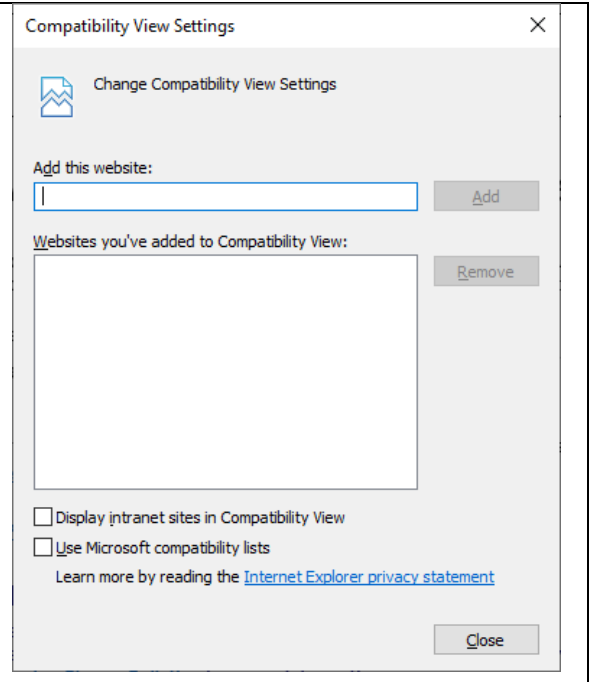 Compatibility View Settings
Change Compatibility View Settings
Add this website:
Add
Websites you've added to Compatibility View:
Remove
Display intranet sites in Compatibility View
Use Microsoft compatibility lists
Learn more by reading the Internet Explorer privacy statement
Close